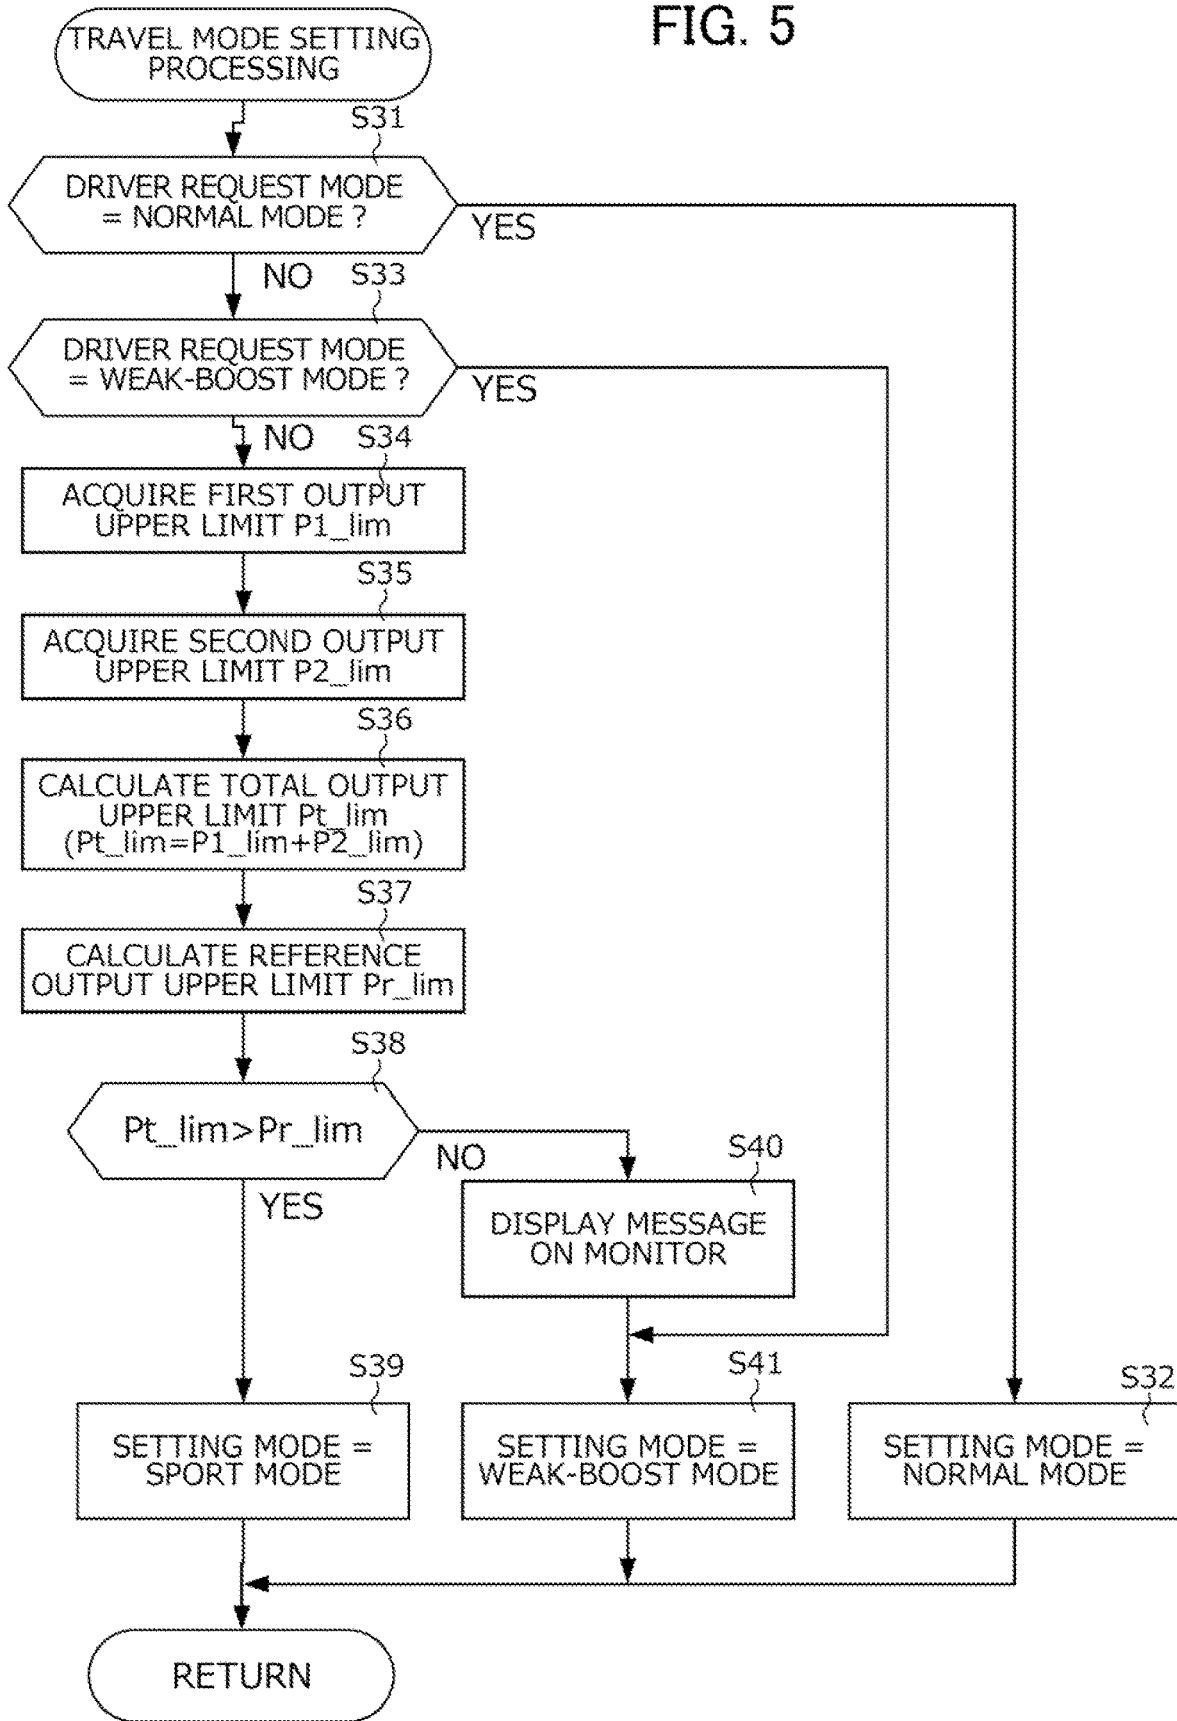 FIG. 5
TRAVEL MODE SETTING
PROCESSING
S31
DRIVER REQUEST MODE
= NORMAL MODE ?
YES
NO
S33
DRIVER REQUEST MODE
= WEAK-BOOST MODE ?
YES
NO
S34
ACQUIRE FIRST OUTPUT
UPPER LIMIT P1_lim
S35
ACQUIRE SECOND OUTPUT
UPPER LIMIT P2_lim
S36
CALCULATE TOTAL OUTPUT
UPPER LIMIT Pt_lim
(Pt_lim=P1_lim+P2_lim)
S37
CALCULATE REFERENCE
OUTPUT UPPER LIMIT Pr_lim
S38
Pt_lim>Pr_lim
NO
YES
S40
DISPLAY MESSAGE
ON MONITOR
S39
SETTING MODE =
SPORT MODE
S41
SETTING MODE =
WEAK-BOOST MODE
S32
SETTING MODE =
NORMAL MODE
RETURN